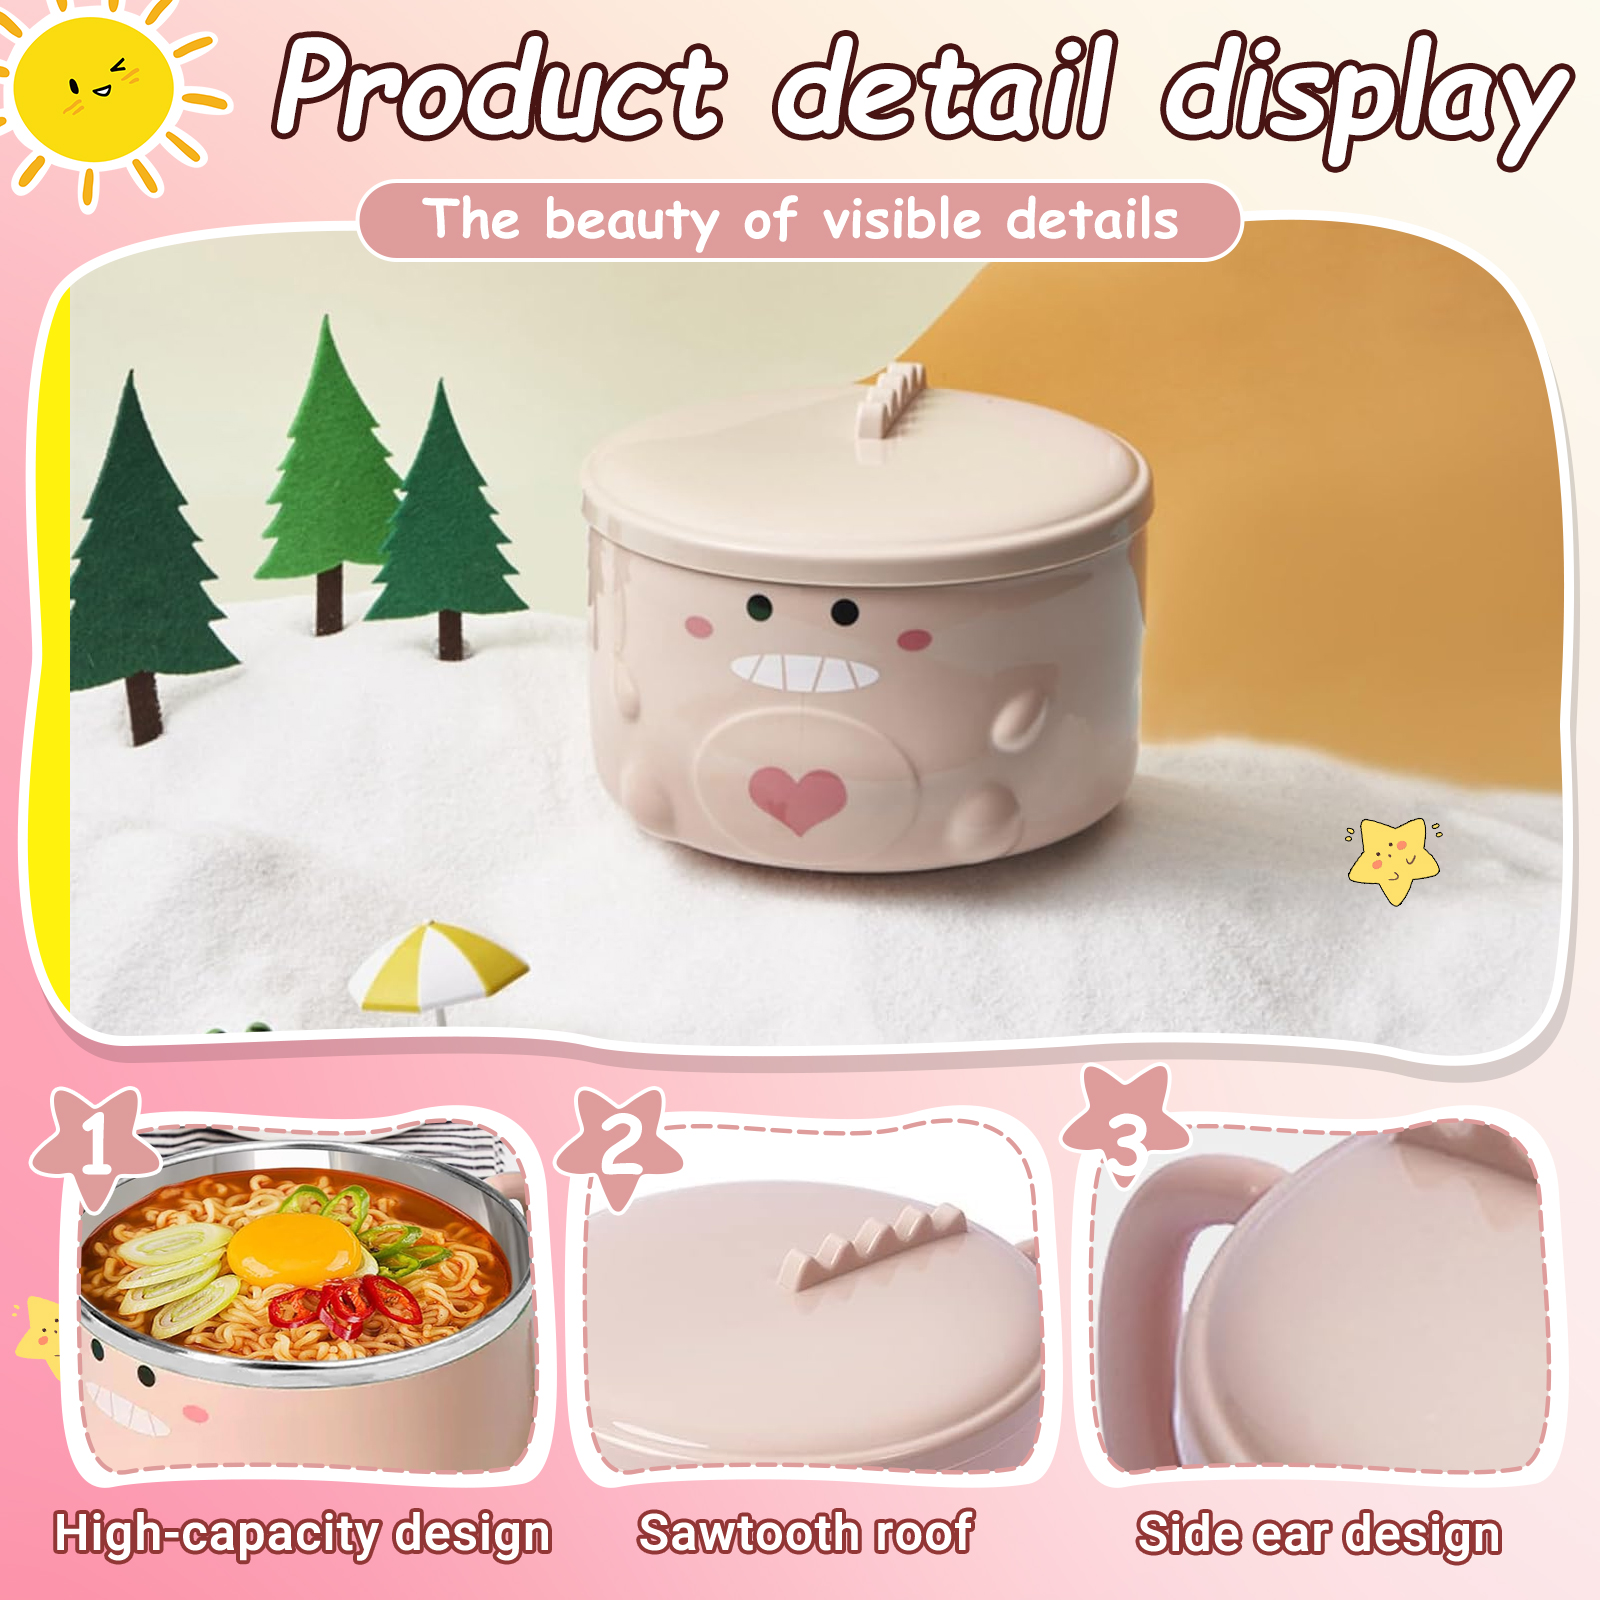 Product detail display
The beauty of visible details
1
2
3
High-capacity design
Sawtooth roof
Side ear design